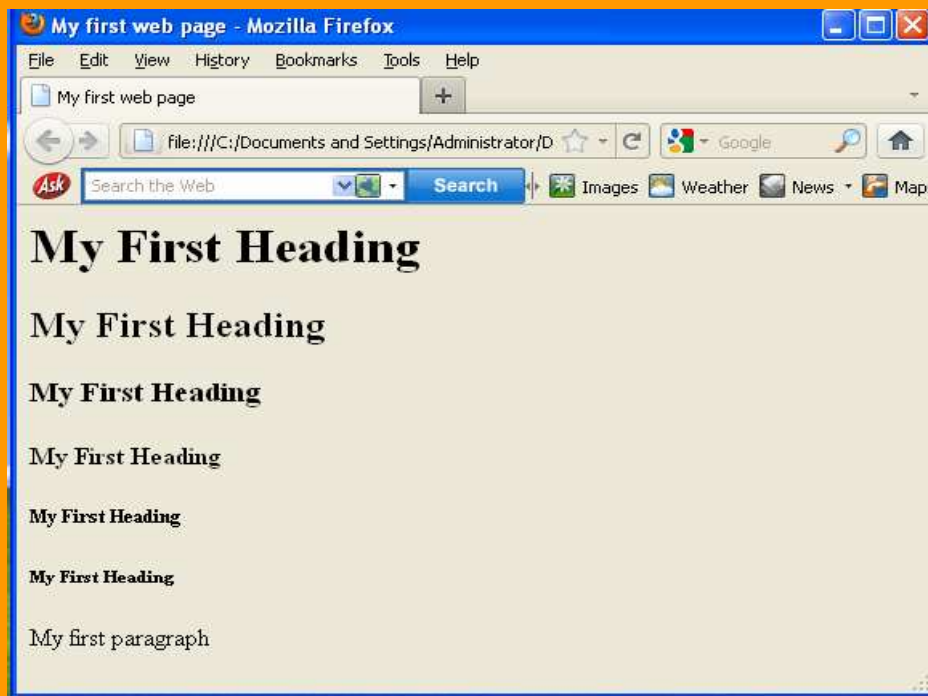 My first web page - Mozilla Firefox
File Edit View History Bookmarks Tools Help
My first web page
file:///C:/Documents and Settings/Administrator/D Google
Ask Search the Web Search Images Weather News Map
My First Heading
My First Heading
My First Heading
My First Heading
My First Heading
My First Heading
My first paragraph